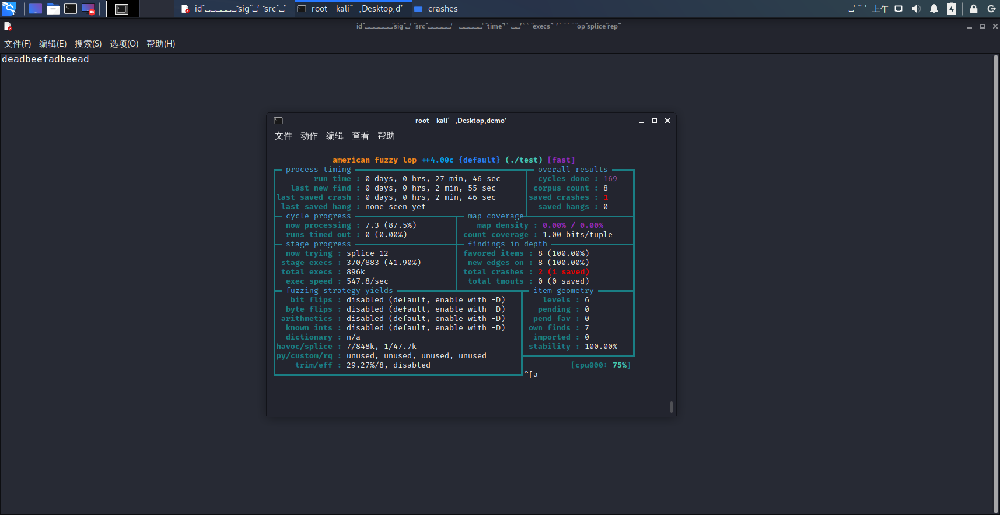 root kali Desktop,d
crashes
上午
文件(F) 编辑(E) 搜索(S) 选项(O) 帮助(H)
deadbeefadbeead
root kali~ ,Desktop,demo
文件 动作 编辑 查看 帮助
american fuzzy lop ++4.00c {default} (./test) [fast]
process timing
run time : 0 days, 0 hrs, 27 min, 46 sec
last new find : 0 days, 0 hrs, 2 min, 55 sec
last saved crash : 0 days, 0 hrs, 2 min, 46 sec
last saved hang : none seen yet
overall results
cycles done : 169
corpus count : 8
saved crashes : 1
saved hangs : 0
cycle progress
now processing : 7.3 (87.5%)
runs timed out : 0 (0.00%)
map coverage
map density : 0.00% / 0.00%
count coverage : 1.00 bits/tuple
stage progress
now trying : splice 12
stage execs : 370/883 (41.90%)
total execs : 896k
exec speed : 547.8/sec
findings in depth
favored items : 8 (100.00%)
new edges on : 8 (100.00%)
total crashes : 2 (1 saved)
total tmouts : 0 (0 saved)
fuzzing strategy yields
bit flips : disabled (default, enable with -D)
byte flips : disabled (default, enable with -D)
arithmetics : disabled (default, enable with -D)
known ints : disabled (default, enable with -D)
dictionary : n/a
havoc/splice : 7/848k, 1/47.7k
py/custom/rq : unused, unused, unused, unused
trim/eff : 29.27%/8, disabled
item geometry
levels : 6
pending : 0
pend fav : 0
own finds : 7
imported : 0
stability : 100.00%
[cpu000: 75%]
^[a